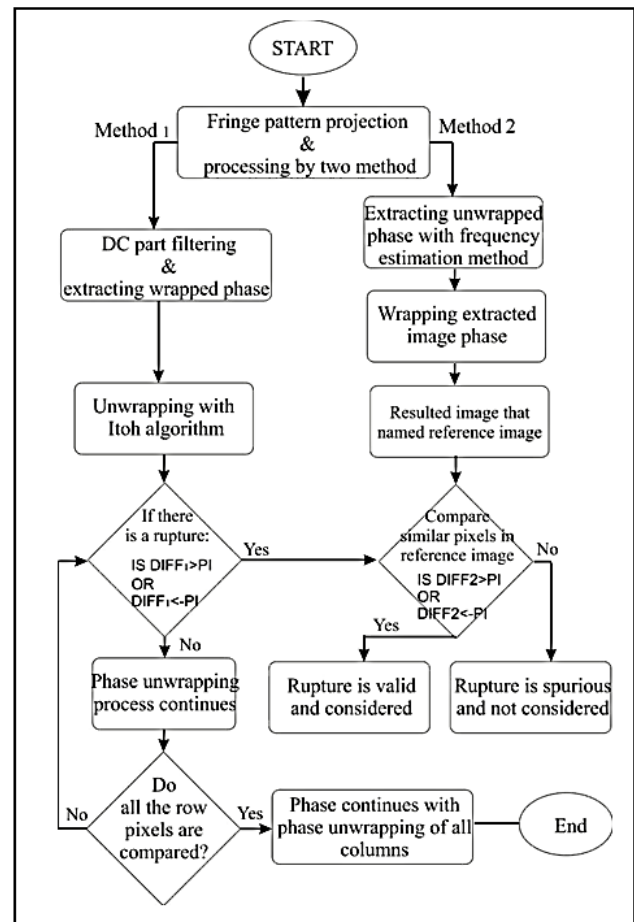 START
Method 1
Fringe pattern projection
&
processing by two method
Method 2
DC part filtering
&
extracting wrapped phase
Extracting unwrapped
phase with frequency
estimation method
Wrapping extracted
image phase
Unwrapping with
Itoh algorithm
Resulted image that
named reference image
If there
is a rupture:
IS DIFF1>PI
OR
DIFF1<-PI
Yes
Compare
similar pixels in
reference image
IS DIFF2>PI
OR
DIFF2<-PI
No
Yes
No
Phase unwrapping
process continues
Rupture is valid
and considered
Rupture is spurious
and not considered
Do
all the row
pixels are
compared?
No
Yes
Phase continues with
phase unwrapping of all
columns
End